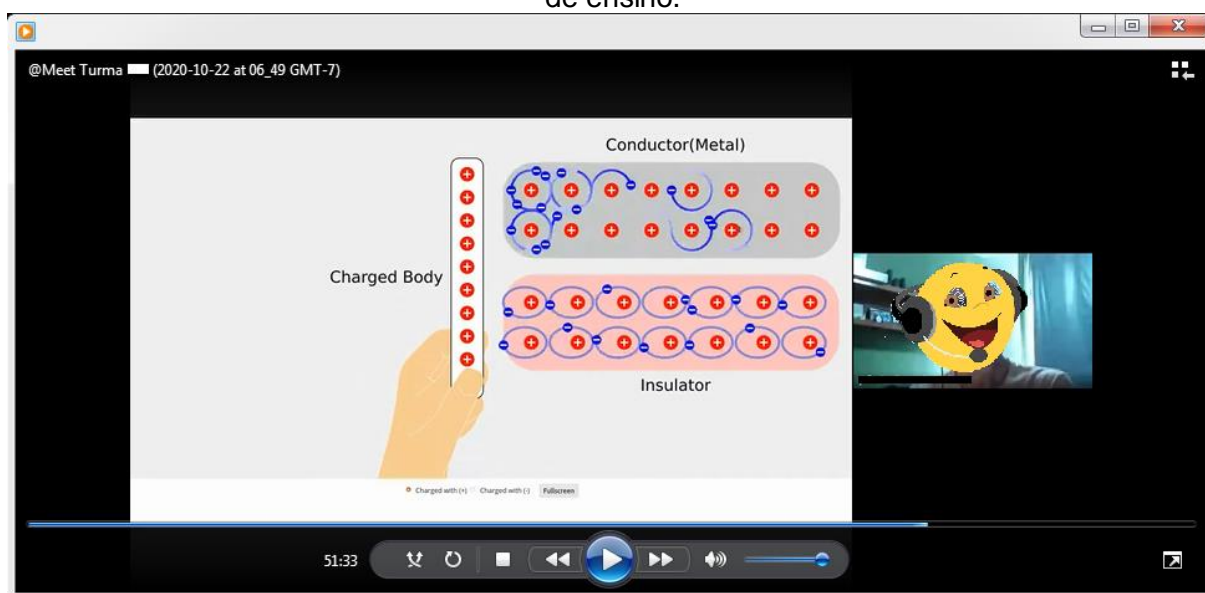 de ensino.
@Meet Turma (2020-10-22 at 06_49 GMT-7)
Conductor(Metal)
Charged Body
Insulator
Charged with (+) Charged with (-) Fullscreen
51:33